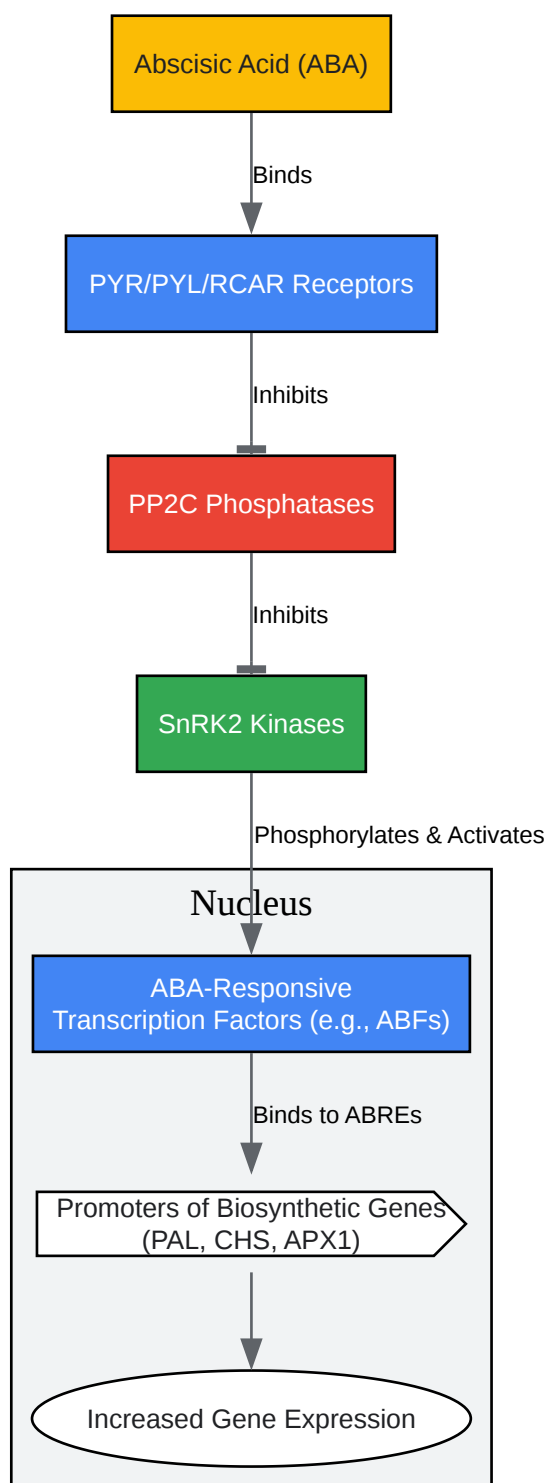 Abscisic Acid (ABA)
Binds
PYR/PYL/RCAR Receptors
Inhibits
PP2C Phosphatases
Inhibits
SnRK2 Kinases
Phosphorylates & Activates
Nucleus
ABA-Responsive
Transcription Factors (e.g., ABFs)
Binds to ABREs
Promoters of Biosynthetic Genes
(PAL, CHS, APX1)
Increased Gene Expression